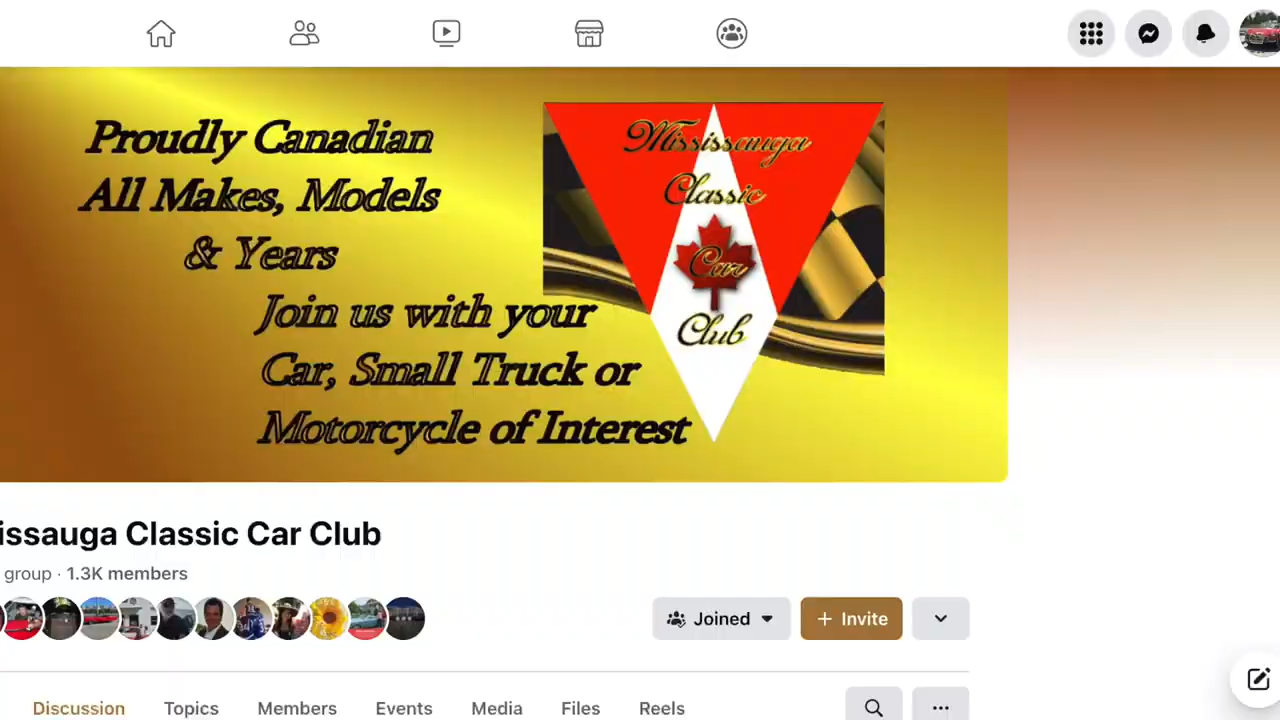 Proudly Canadian
All Makes, Models
& Years
Join us with your
Car, Small Truck or
Motorcycle of Interest
Mississauga
Classic
Car
Club
issauga Classic Car Club
group · 1.3K members
Joined
+ Invite
Discussion Topics Members Events Media Files Reels